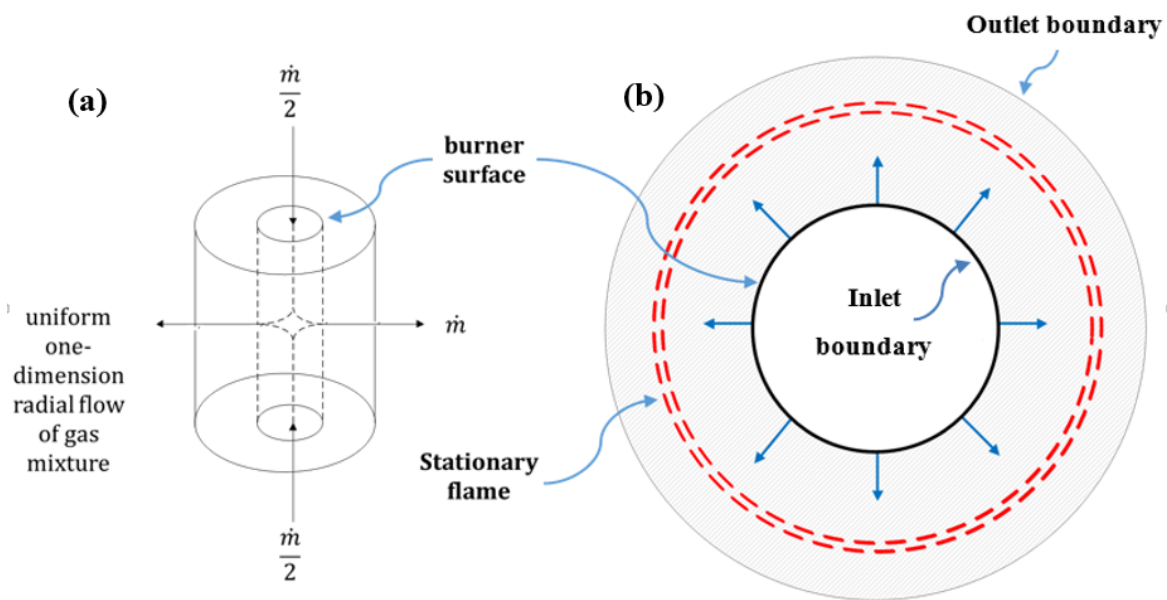 (a)
ṁ
2
burner
surface
uniform
one-
dimension
radial flow
of gas
mixture
ṁ
ṁ
2
(b)
Outlet boundary
Inlet
boundary
Stationary
flame